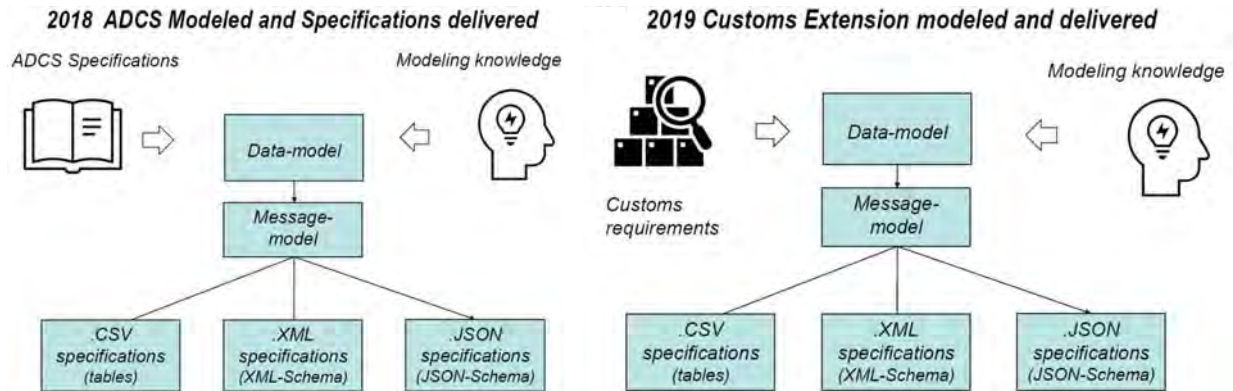 2018 ADCS Modeled and Specifications delivered
ADCS Specifications
Modeling knowledge
Data-model
Message-
model
.CSV
specifications
(tables)
.XML
specifications
(XML-Schema)
.JSON
specifications
(JSON-Schema)
2019 Customs Extension modeled and delivered
Modeling knowledge
Data-model
Customs
requirements
Message-
model
.CSV
specifications
(tables)
.XML
specifications
(XML-Schema)
.JSON
specifications
(JSON-Schema)